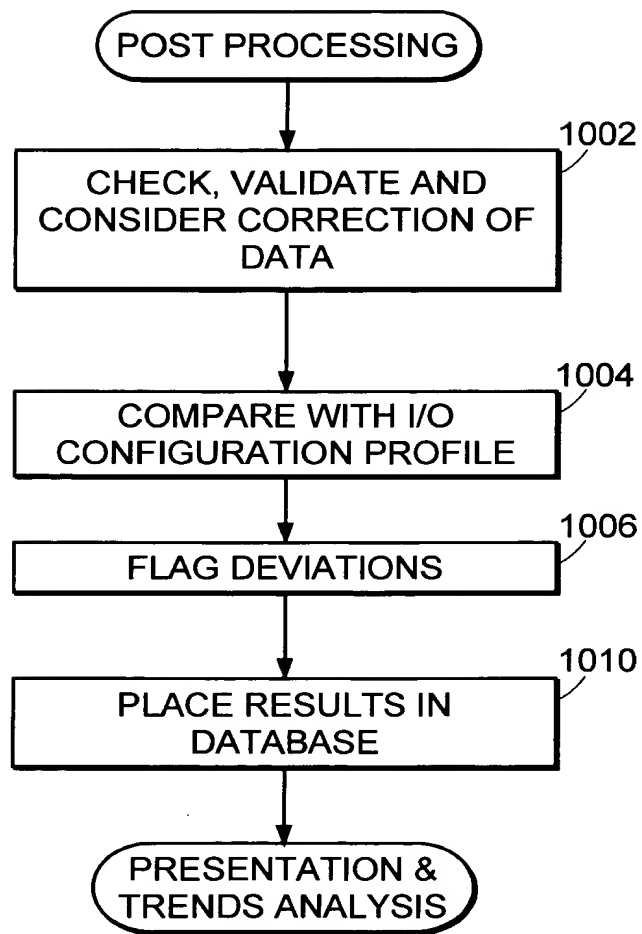 POST PROCESSING
1002
CHECK, VALIDATE AND
CONSIDER CORRECTION OF
DATA
1004
COMPARE WITH I/O
CONFIGURATION PROFILE
1006
FLAG DEVIATIONS
1010
PLACE RESULTS IN
DATABASE
PRESENTATION &
TRENDS ANALYSIS